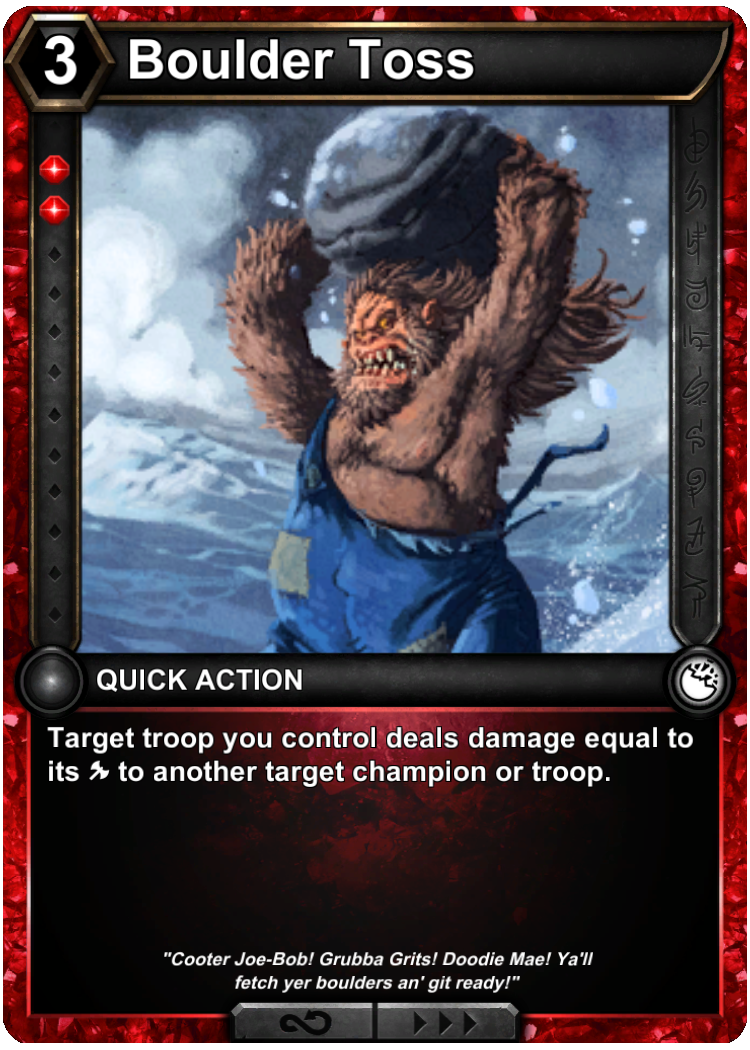 3
Boulder Toss
QUICK ACTION
Target troop you control deals damage equal to
its to another target champion or troop.
"Cooter Joe-Bob! Grubba Grits! Doodie Mae! Ya'll
fetch yer boulders an' git ready!"